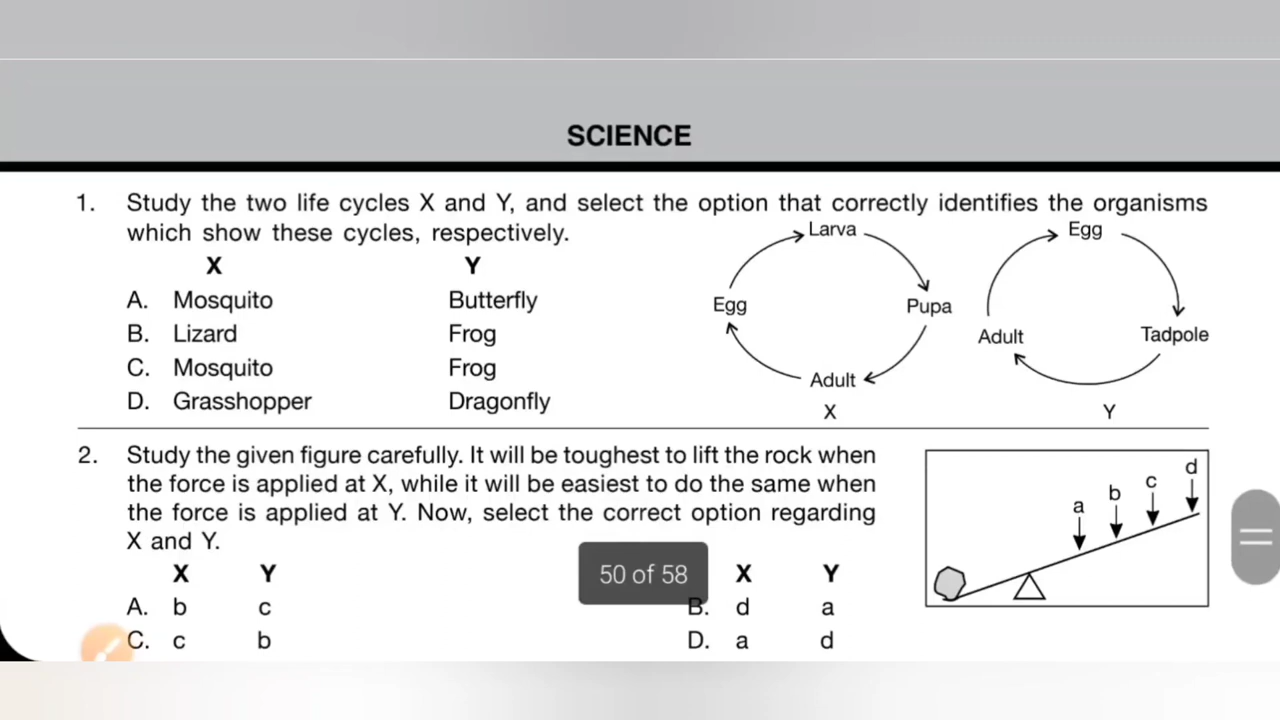 SCIENCE
1. Study the two life cycles X and Y, and select the option that correctly identifies the organisms
which show these cycles, respectively.
X Y
A. Mosquito Butterfly
B. Lizard Frog
C. Mosquito Frog
D. Grasshopper Dragonfly
Larva
Egg
Pupa
Adult
X
Egg
Adult
Tadpole
Y
2. Study the given figure carefully. It will be toughest to lift the rock when
the force is applied at X, while it will be easiest to do the same when
the force is applied at Y. Now, select the correct option regarding
X and Y.
X Y X Y
A. b c B. d a
C. c b D. a d
a b c d
50 of 58